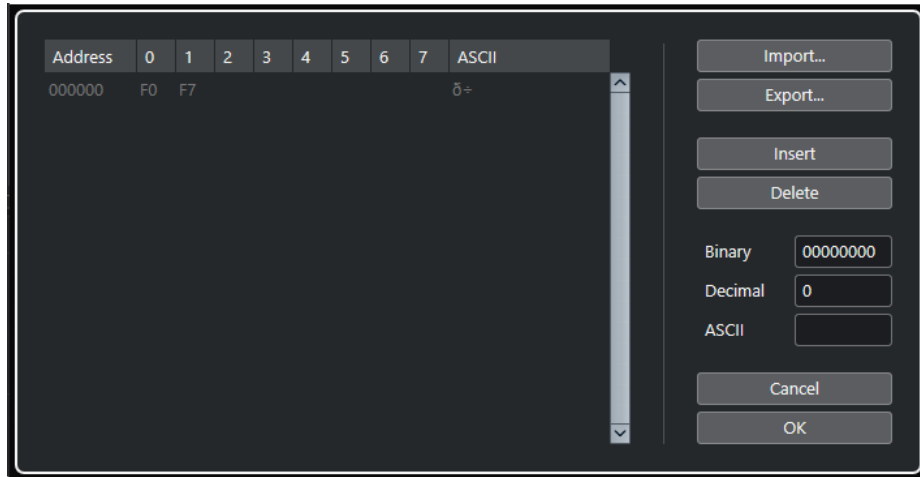 Address 0 1 2 3 4 5 6 7 ASCII
000000 F0 F7 ð÷
Import...
Export...
Insert
Delete
Binary 00000000
Decimal 0
ASCII
Cancel
OK